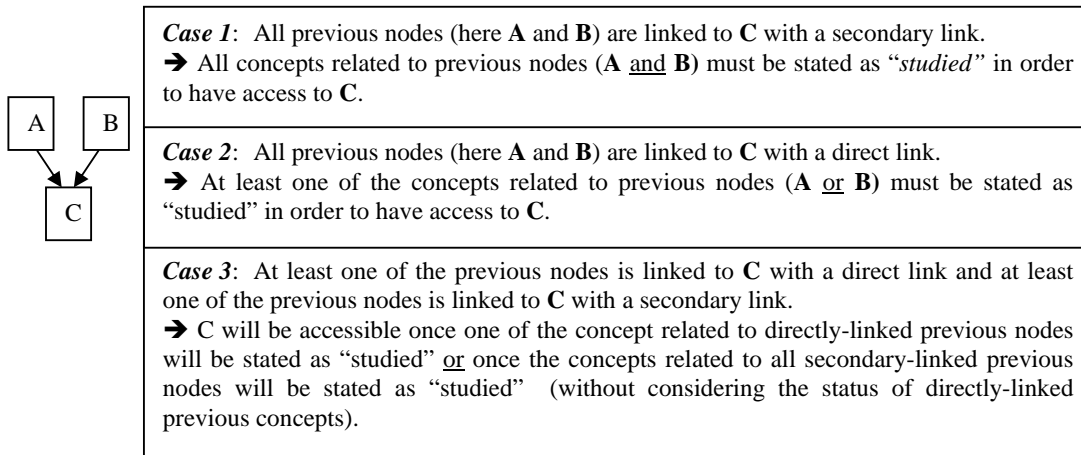 A B
C
Case 1: All previous nodes (here A and B) are linked to C with a secondary link.
➔ All concepts related to previous nodes (A and B) must be stated as “studied” in order
to have access to C.
Case 2: All previous nodes (here A and B) are linked to C with a direct link.
➔ At least one of the concepts related to previous nodes (A or B) must be stated as
“studied” in order to have access to C.
Case 3: At least one of the previous nodes is linked to C with a direct link and at least
one of the previous nodes is linked to C with a secondary link.
➔ C will be accessible once one of the concept related to directly-linked previous nodes
will be stated as “studied” or once the concepts related to all secondary-linked previous
nodes will be stated as “studied” (without considering the status of directly-linked
previous concepts).